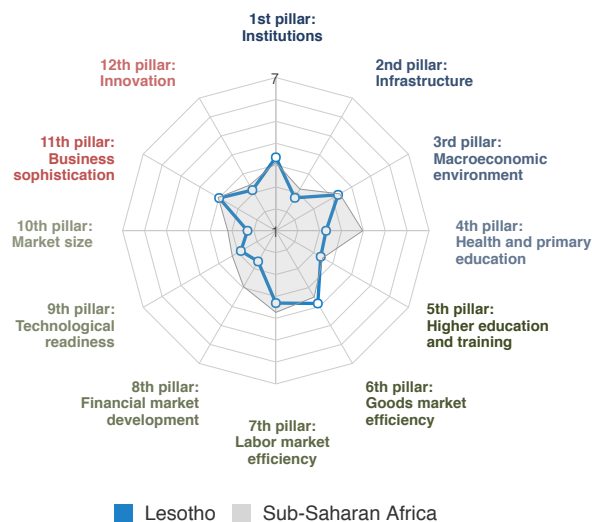 1st pillar:
Institutions
2nd pillar:
Infrastructure
3rd pillar:
Macroeconomic
environment
4th pillar:
Health and primary
education
5th pillar:
Higher education
and training
6th pillar:
Goods market
efficiency
7th pillar:
Labor market
efficiency
8th pillar:
Financial market
development
9th pillar:
Technological
readiness
10th pillar:
Market size
11th pillar:
Business
sophistication
12th pillar:
Innovation
7
1
Lesotho
Sub-Saharan Africa